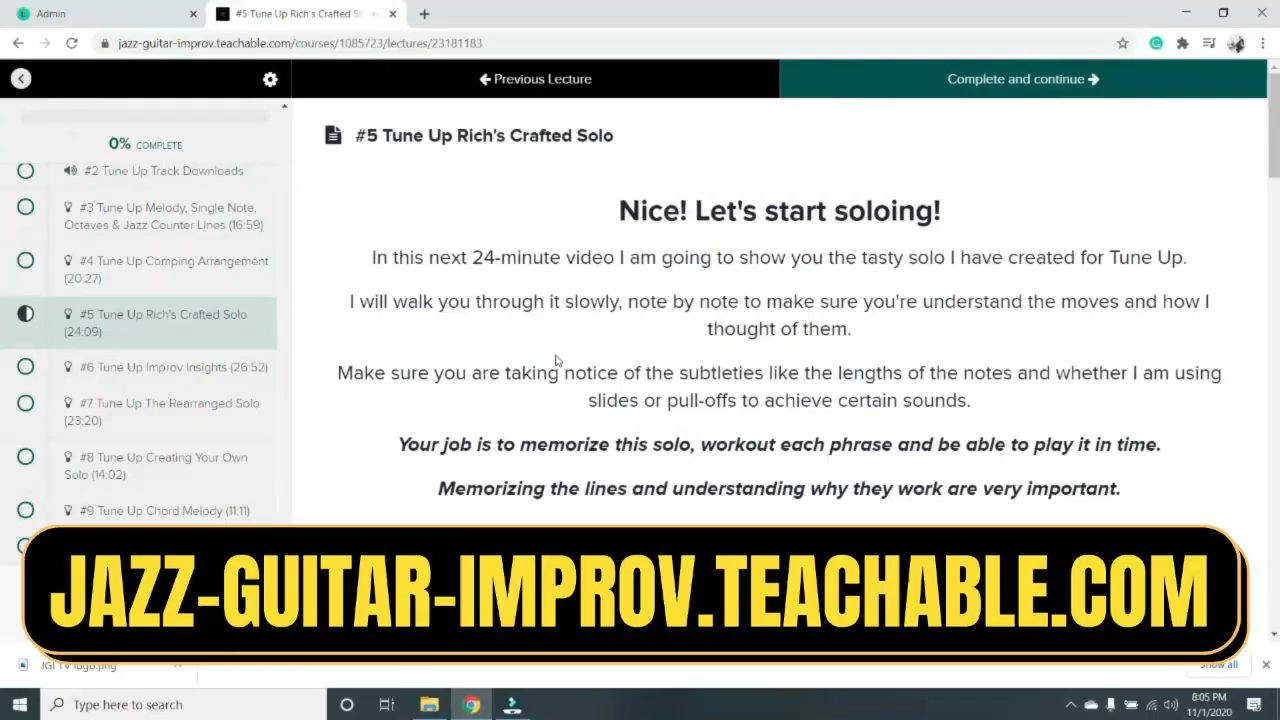 Admin
#5 Tune Up Rich's Crafted So
jazz-guitar-improv.teachable.com/courses/1085723/lectures/23181183
Previous Lecture
Complete and continue
0% COMPLETE
#2 Tune Up Track Downloads
#3 Tune Up Melody, Single Note,
Octaves & Jazz Counter Lines (16:59)
#4 Tune Up Comping Arrangement
(20:27)
#5 Tune Up Rich's Crafted Solo
(24:09)
#6 Tune Up Improv Insights (26:52)
#7 Tune Up The Rearranged Solo
(23:20)
#8 Tune Up Creating Your Own
Solo (14:02)
#9 Tune Up Chord Melody (11:11)
#5 Tune Up Rich's Crafted Solo
Nice! Let's start soloing!
In this next 24-minute video I am going to show you the tasty solo I have created for Tune Up.
I will walk you through it slowly, note by note to make sure you're understand the moves and how I
thought of them.
Make sure you are taking notice of the subtleties like the lengths of the notes and whether I am using
slides or pull-offs to achieve certain sounds.
Your job is to memorize this solo, workout each phrase and be able to play it in time.
Memorizing the lines and understanding why they work are very important.
JAZZ-GUITAR-IMPROV.TEACHABLE.COM
JGI TV logo.png
Show all
Type here to search
8:05 PM
11/1/2020